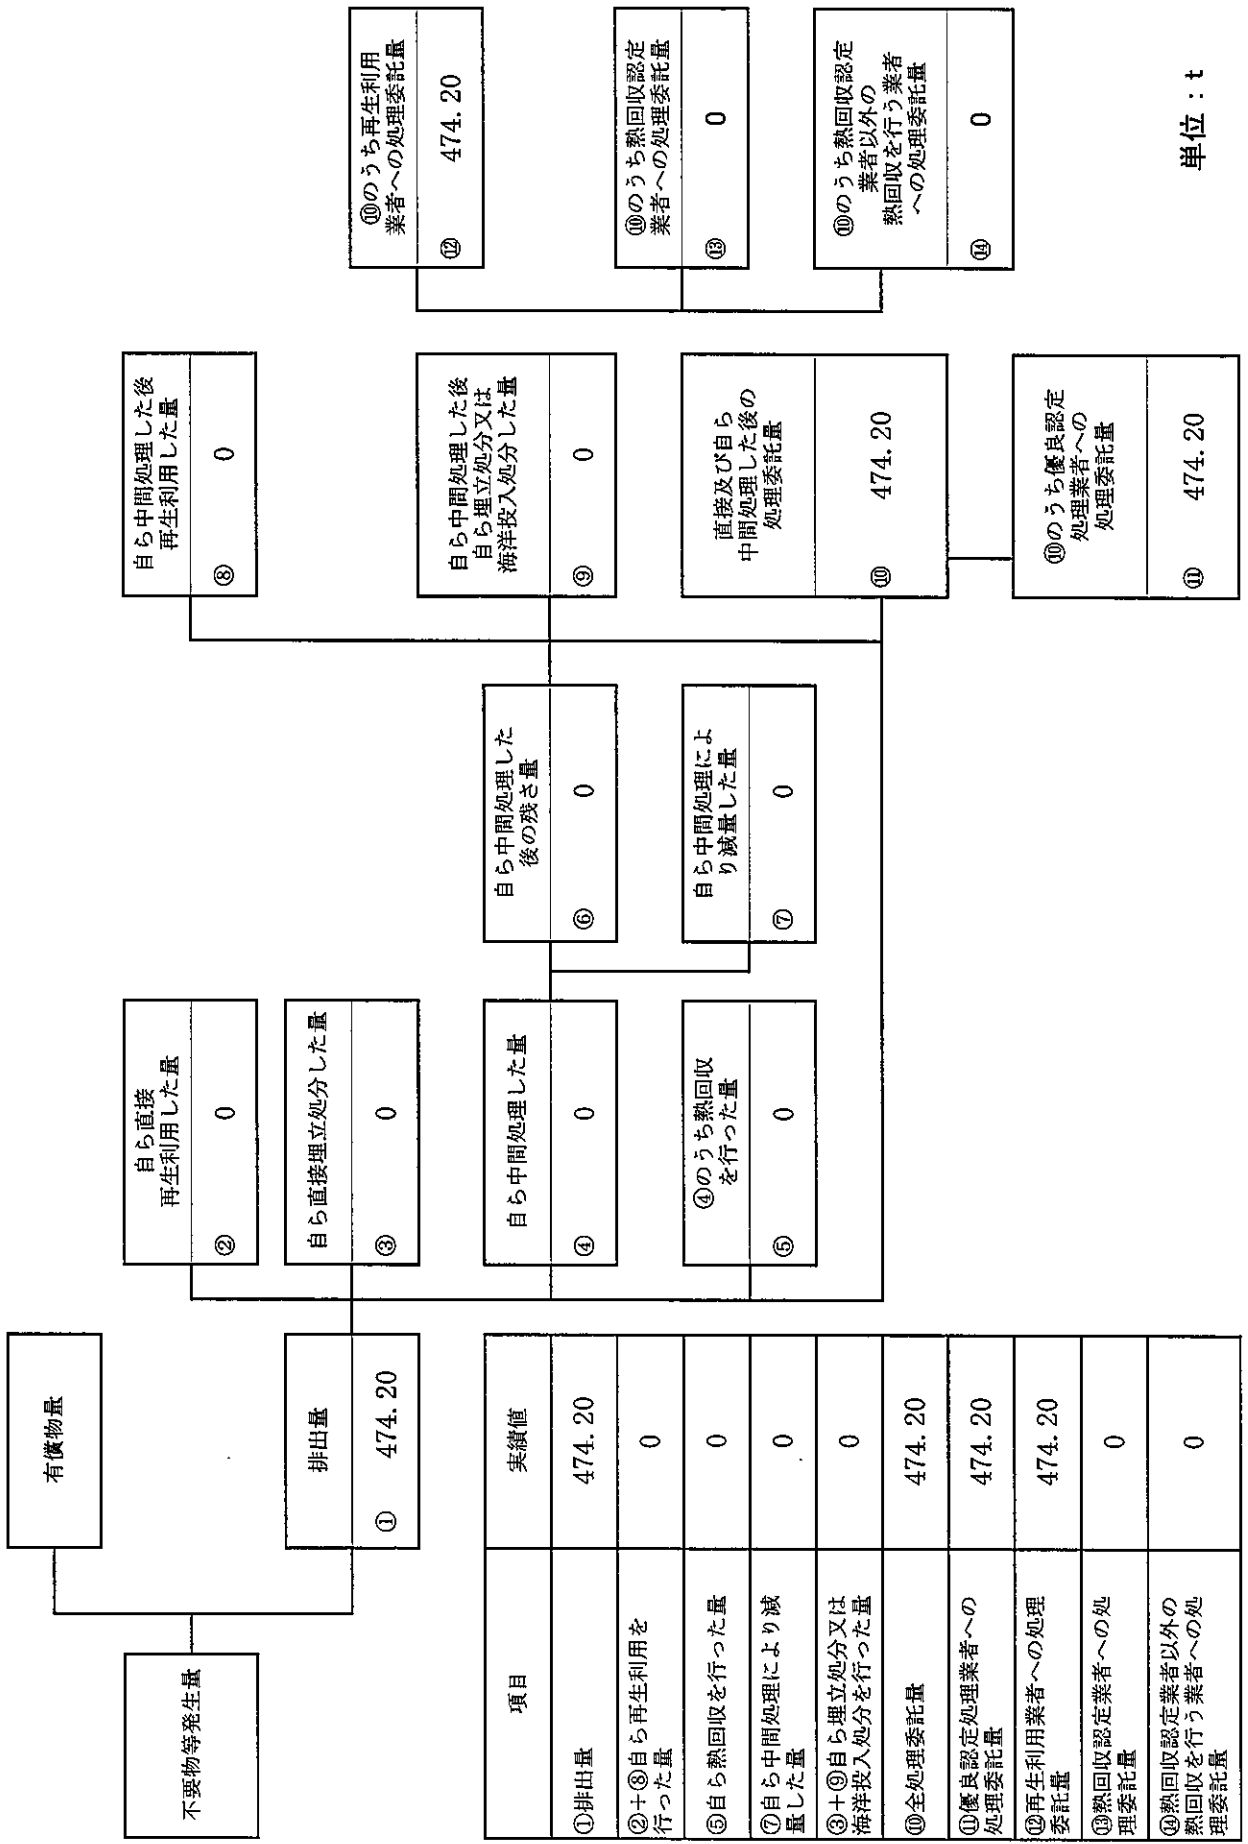 不要物等発生量
有償物量
排出量
① 474.20
自ら直接
再生利用した量
② 0
自ら直接埋立処分した量
③ 0
自ら中間処理した量
④ 0
④のうち熱回収
を行った量
⑤ 0
自ら中間処理した
後の残さ量
⑥ 0
自ら中間処理によ
り減量した量
⑦ 0
自ら中間処理した後
再生利用した量
⑧ 0
自ら中間処理した後
自ら埋立処分又は
海洋投入処分した量
⑨ 0
直接及び自ら
中間処理した後の
処理委託量
⑩ 474.20
⑩のうち優良認定
処理業者への
処理委託量
⑪ 474.20
⑩のうち再生利用
業者への処理委託量
⑫ 474.20
⑩のうち熱回収認定
業者への処理委託量
⑬ 0
⑩のうち熱回収認定
業者以外の
熱回収を行う業者
への処理委託量
⑭ 0
単位：t
項目 実績値
①排出量 474.20
②+⑧自ら再生利用を
行った量 0
⑤自ら熱回収を行った量 0
⑦自ら中間処理により減
量した量 0
③+⑨自ら埋立処分又は
海洋投入処分を行った量 0
⑩全処理委託量 474.20
⑪優良認定処理業者への
処理委託量 474.20
⑫再生利用業者への処理
委託量 474.20
⑬熱回収認定業者への処
理委託量 0
⑭熱回収認定業者以外の
熱回収を行う業者への処
理委託量 0